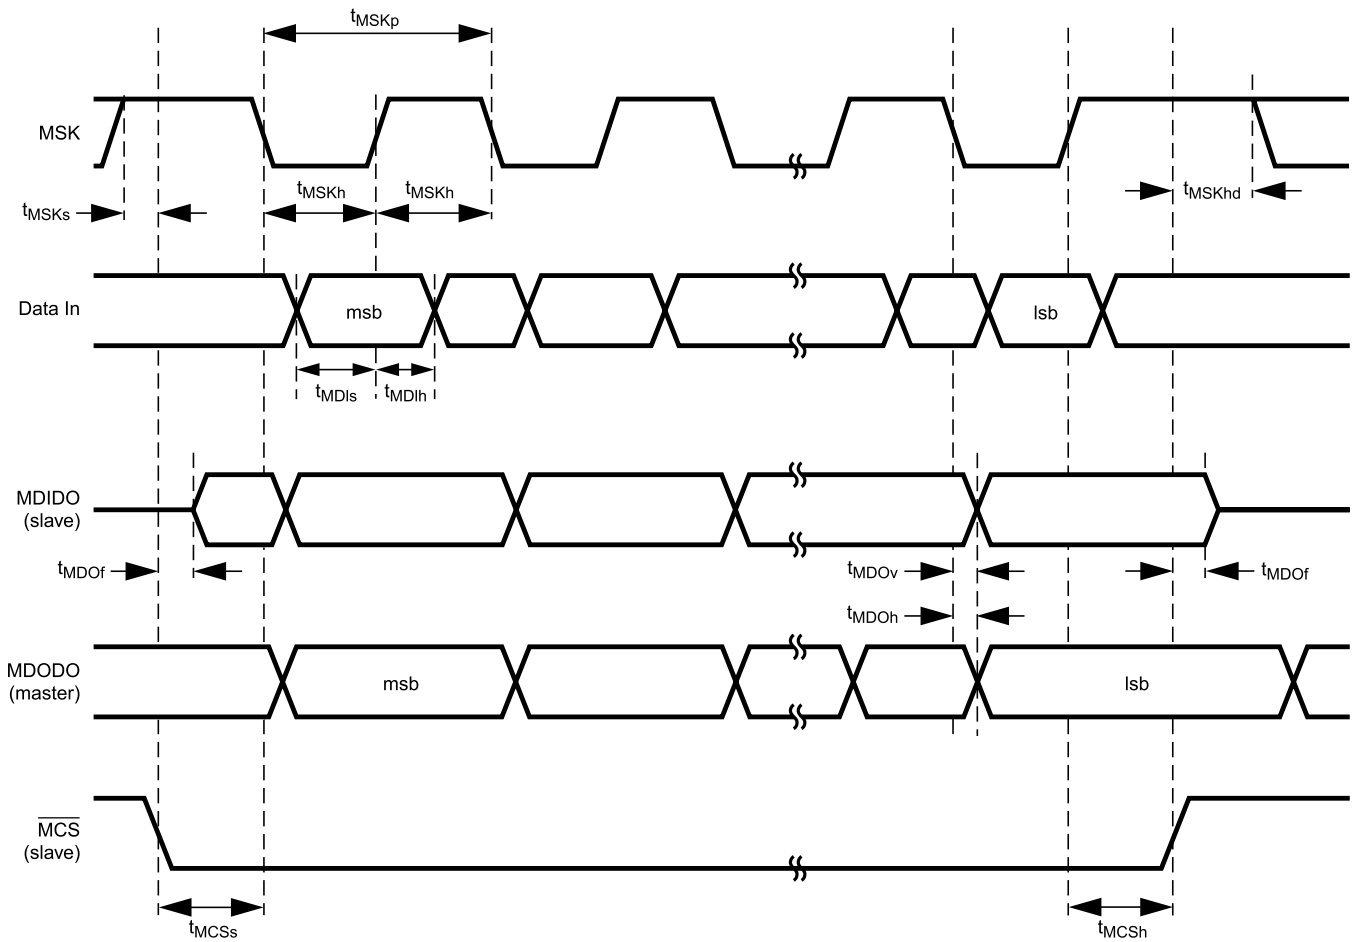 tMSKp
MSK
tMSKs
tMSKh
tMSKh
tMSKhd
Data In
msb
lsb
tMDIs
tMDIh
MDIDO
(slave)
tMDOf
tMDOv
tMDOf
tMDOh
MDODO
(master)
msb
lsb
MCS
(slave)
tMCSs
tMCSh